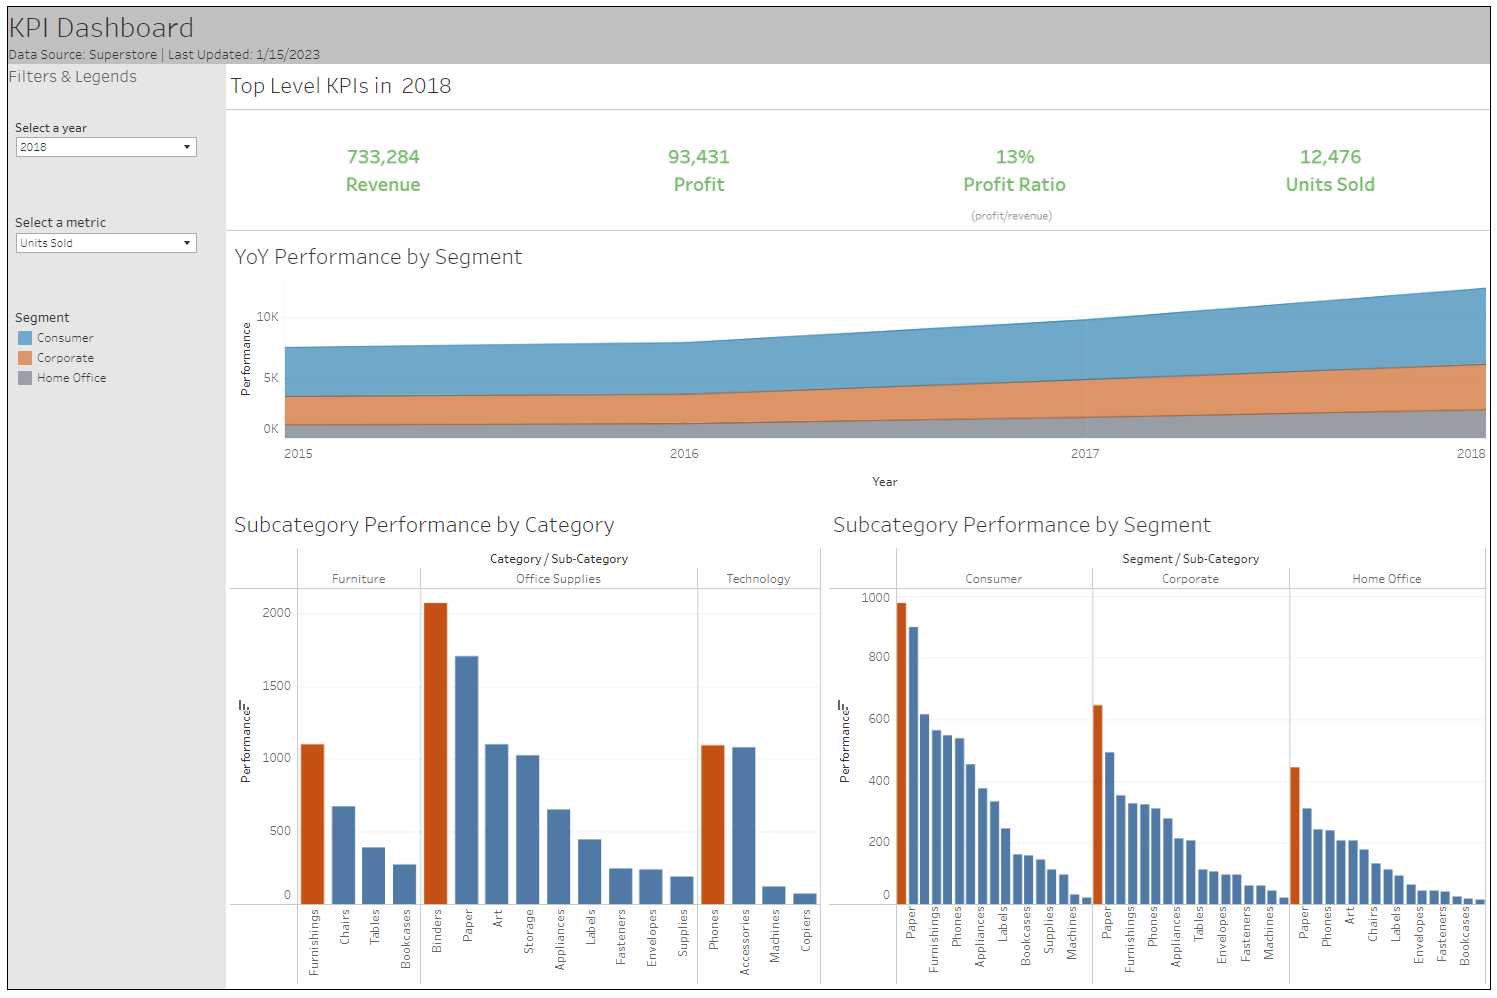 KPI Dashboard
Data Source: Superstore | Last Updated: 1/15/2023
Filters & Legends
Select a year
2018
Select a metric
Units Sold
Segment
Consumer
Corporate
Home Office
Top Level KPIs in 2018
733,284
Revenue
93,431
Profit
13%
Profit Ratio
(profit/revenue)
12,476
Units Sold
YoY Performance by Segment
Performance
10K
5K
0K
2015
2016
2017
2018
Year
Subcategory Performance by Category
Category / Sub-Category
Furniture
Office Supplies
Technology
Performance
2000
1500
1000
500
0
Furnishings
Chairs
Tables
Bookcases
Binders
Paper
Art
Storage
Appliances
Labels
Fasteners
Envelopes
Supplies
Phones
Accessories
Machines
Copiers
Subcategory Performance by Segment
Segment / Sub-Category
Consumer
Corporate
Home Office
Performance
1000
800
600
400
200
0
Paper
Furnishings
Phones
Appliances
Labels
Bookcases
Supplies
Machines
Paper
Furnishings
Phones
Appliances
Tables
Envelopes
Fasteners
Machines
Paper
Phones
Art
Chairs
Labels
Envelopes
Fasteners
Bookcases